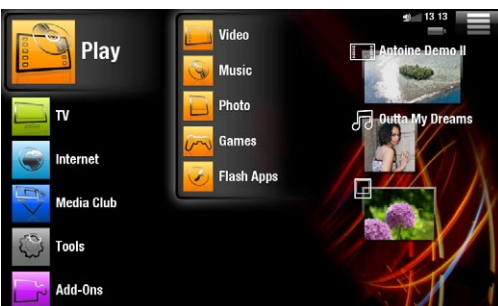 13 13
Play
TV
Internet
Media Club
Tools
Add-Ons
Video
Music
Photo
Games
Flash Apps
Antoine Demo II
Outta My Dreams